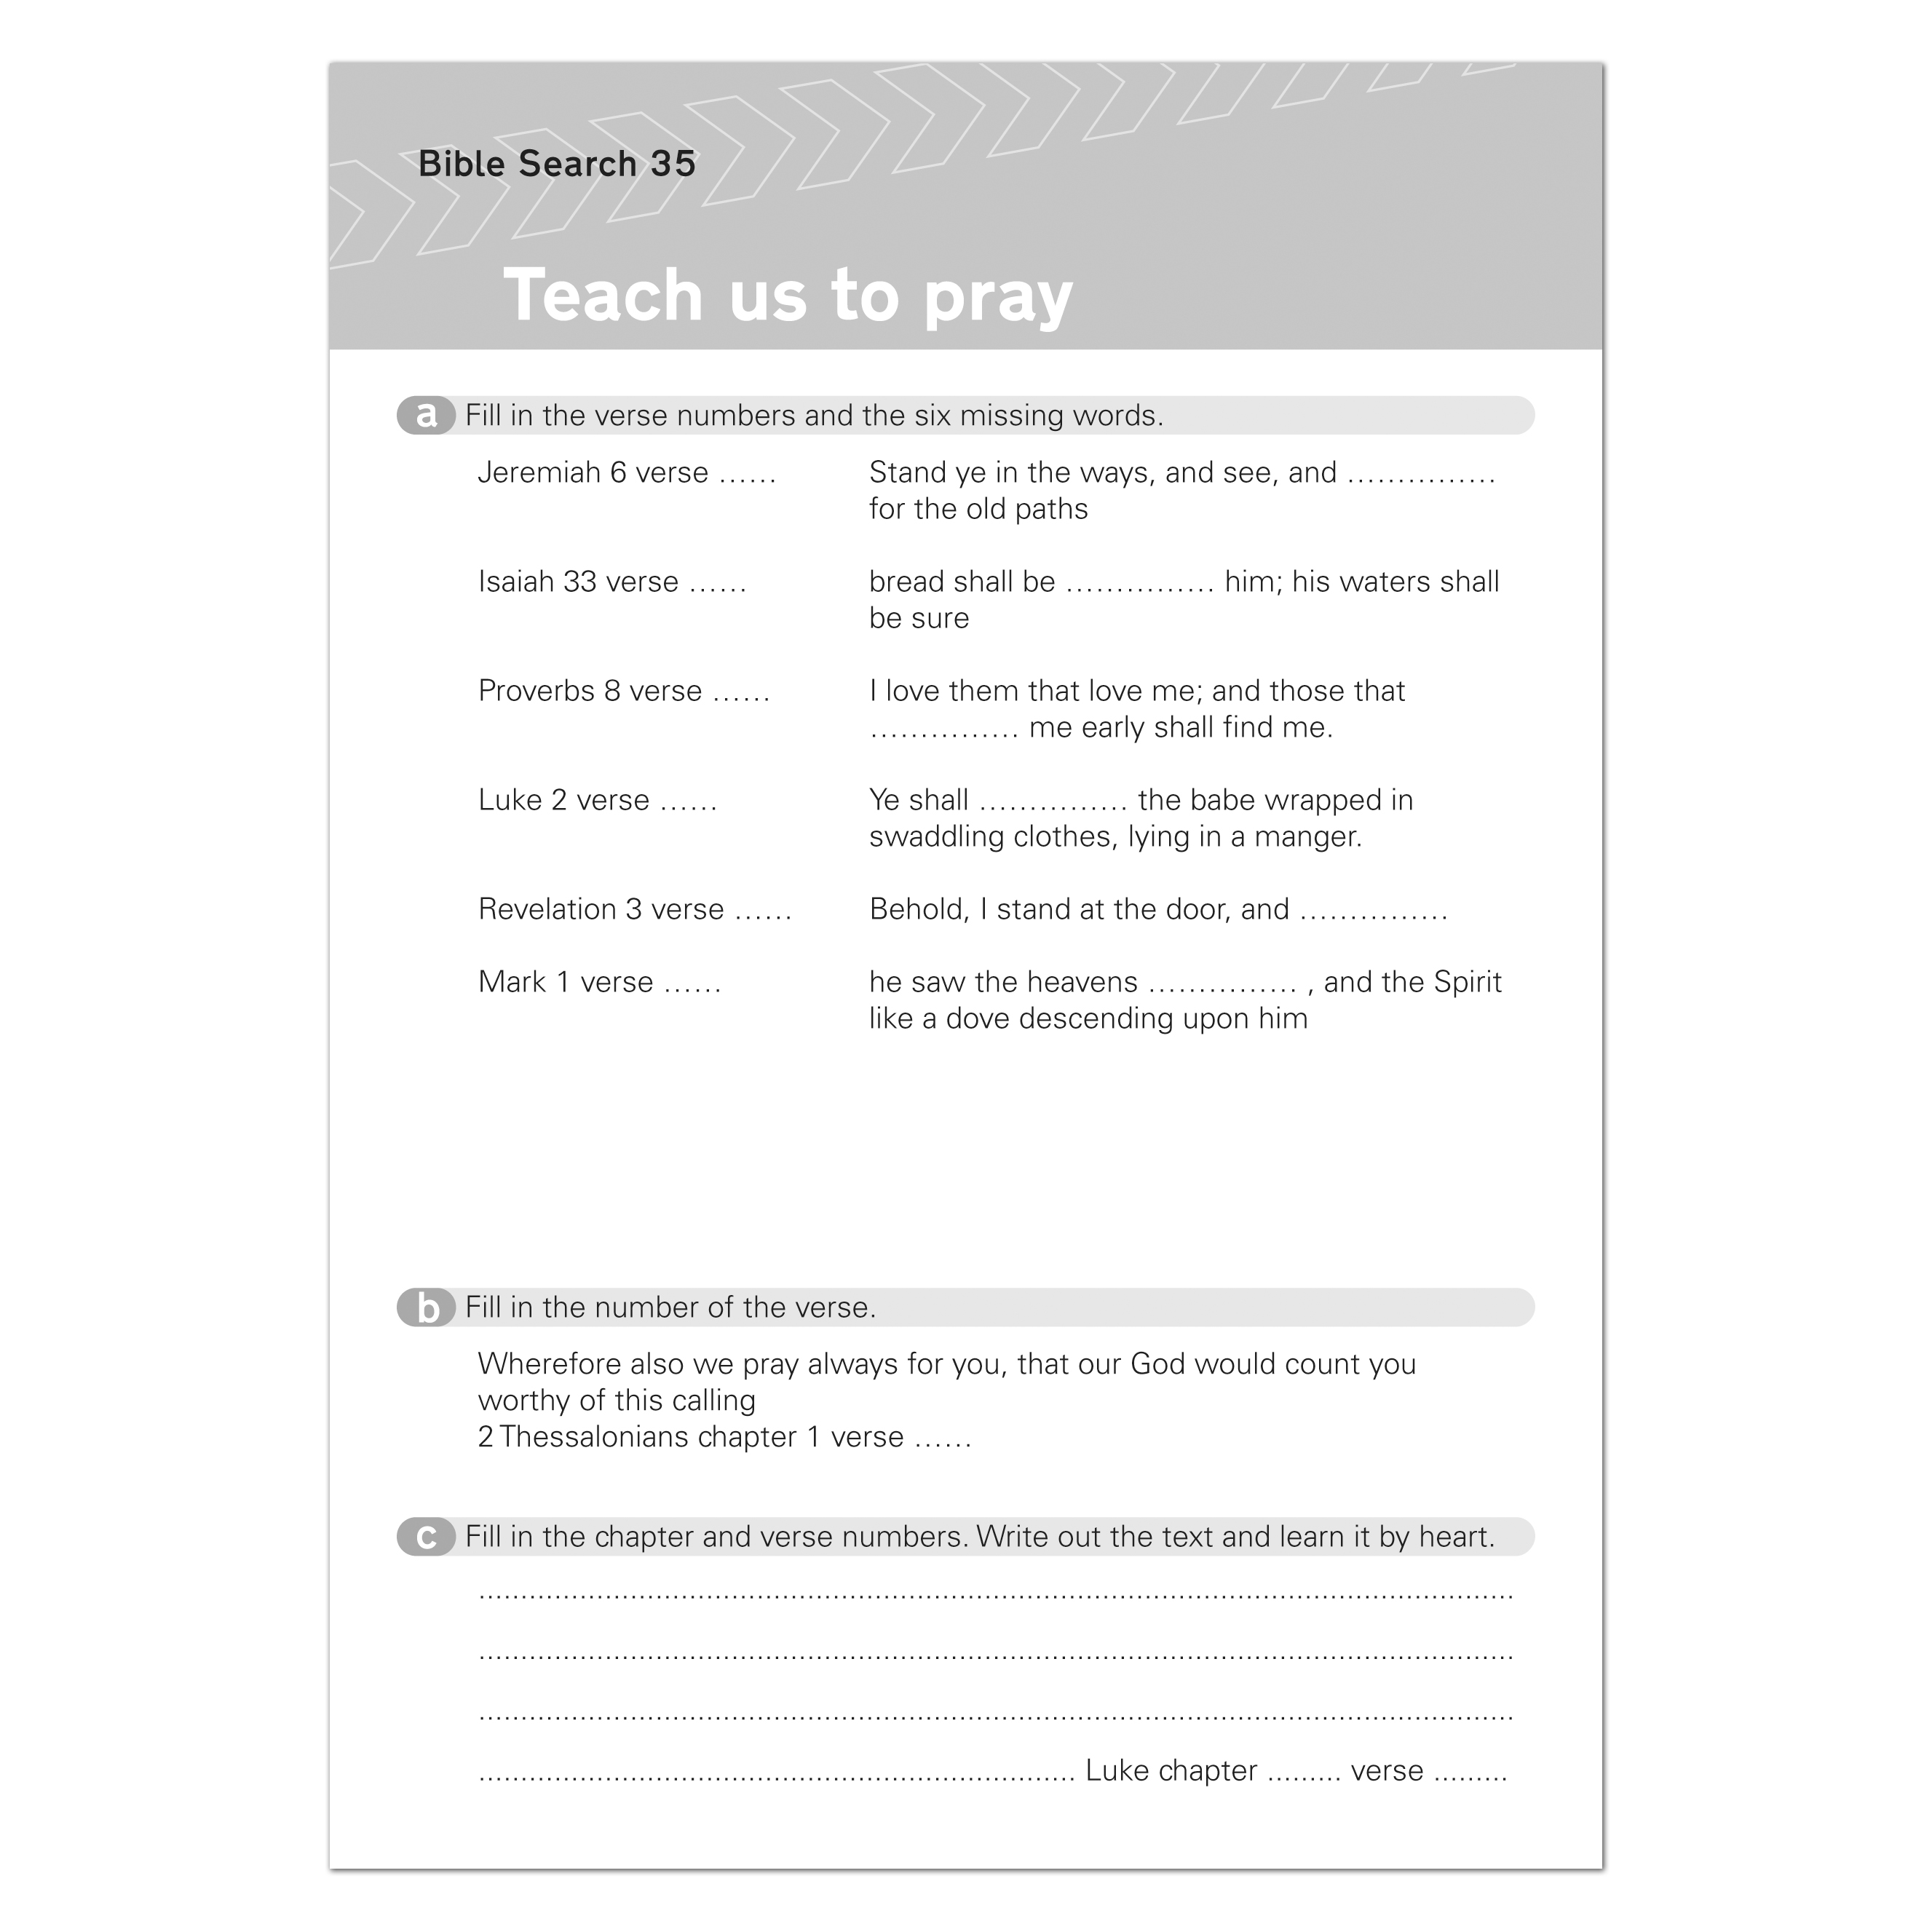 Bible Search 35
Teach us to pray
a Fill in the verse numbers and the six missing words.
Jeremiah 6 verse ...... Stand ye in the ways, and see, and ...............
for the old paths
Isaiah 33 verse ...... bread shall be ............... him; his waters shall
be sure
Proverbs 8 verse ...... I love them that love me; and those that
............... me early shall find me.
Luke 2 verse ...... Ye shall ............... the babe wrapped in
swaddling clothes, lying in a manger.
Revelation 3 verse ...... Behold, I stand at the door, and ...............
Mark 1 verse ...... he saw the heavens ............... , and the Spirit
like a dove descending upon him
b Fill in the number of the verse.
Wherefore also we pray always for you, that our God would count you
worthy of this calling
2 Thessalonians chapter 1 verse ......
c Fill in the chapter and verse numbers. Write out the text and learn it by heart.
Luke chapter ......... verse .........